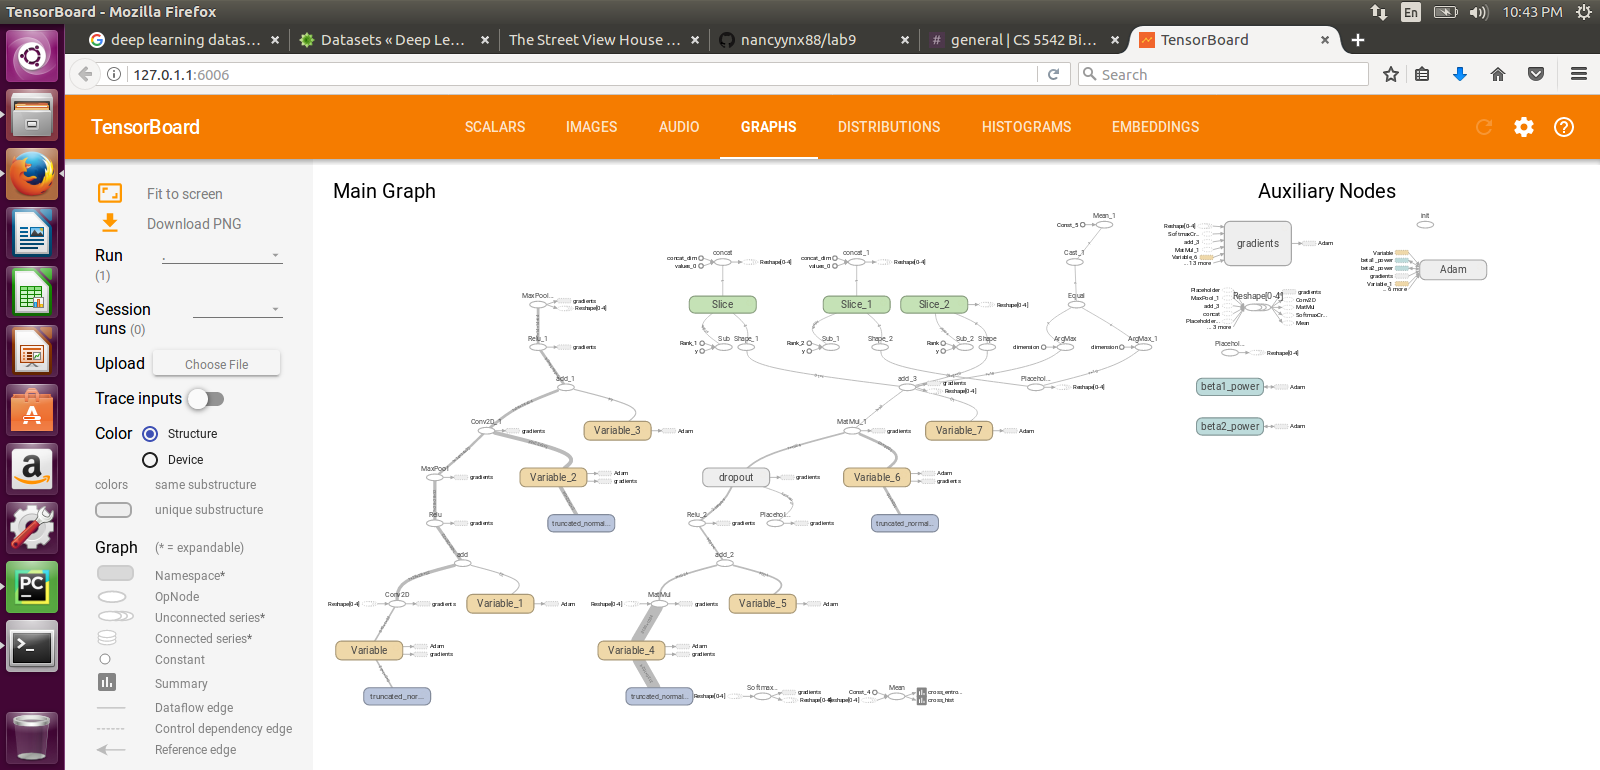 TensorBoard - Mozilla Firefox
En
10:43 PM
deep learning datas...
Datasets « Deep Le...
The Street View House ...
nancyynx88/lab9
general | CS 5542 Bi...
TensorBoard
127.0.1.1:6006
Search
TensorBoard
SCALARS
IMAGES
AUDIO
GRAPHS
DISTRIBUTIONS
HISTOGRAMS
EMBEDDINGS
Fit to screen
Download PNG
Run
(1)
.
Session
runs (0)
Upload
Choose File
Trace inputs
Color
Structure
Device
colors
same substructure
unique substructure
Graph
(* = expandable)
Namespace*
OpNode
Unconnected series*
Connected series*
Constant
Summary
Dataflow edge
Control dependency edge
Reference edge
Main Graph
Mean_1
Const_5
Cast_1
concat
concat_dim
values_0
Reshape[0-4]
concat_1
concat_dim
values_0
Reshape[0-4]
MaxPool...
gradients
Reshape[0-4]
Slice
Slice_1
Slice_2
Reshape[0-4]
Equal
Relu_1
gradients
Rank_1
y
Sub
Shape_1
Rank_2
y
Sub_1
Shape_2
Rank
y
Sub_2
Shape
dimension
ArgMax
dimension
ArgMax_1
add_1
add_3
gradients
Reshape[0-4]
Placehol...
Reshape[0-4]
Conv2D_1
gradients
Variable_3
Adam
MatMul_1
gradients
Variable_7
Adam
MaxPool
gradients
Variable_2
Adam
gradients
dropout
gradients
Variable_6
Adam
gradients
Relu
gradients
truncated_normal...
Relu_2
gradients
Placehol...
gradients
truncated_normal...
add
add_2
Reshape[0-4]
Conv2D
gradients
Variable_1
Adam
Reshape[0-4]
MatMul
gradients
Variable_5
Adam
Variable
Adam
gradients
Variable_4
Adam
gradients
truncated_nor...
truncated_normal...
Reshape[0-4]
Softmax...
gradients
Const_4
Reshape[0-4]
Mean
cross_entro...
cross_hist
Auxiliary Nodes
Reshape[0-4]
SoftmaxCr...
add_3
MatMul_1
Variable_6
... 13 more
gradients
Adam
init
Variable
beta1_power
beta2_power
gradients
Variable_1
... 6 more
Adam
Placeholder
MaxPool_1
add_3
concat
Placeholder...
... 3 more
Reshape[0-4]
gradients
Conv2D
MatMul
SoftmaxCr...
Mean
Placehol...
Reshape[0-4]
beta1_power
Adam
beta2_power
Adam